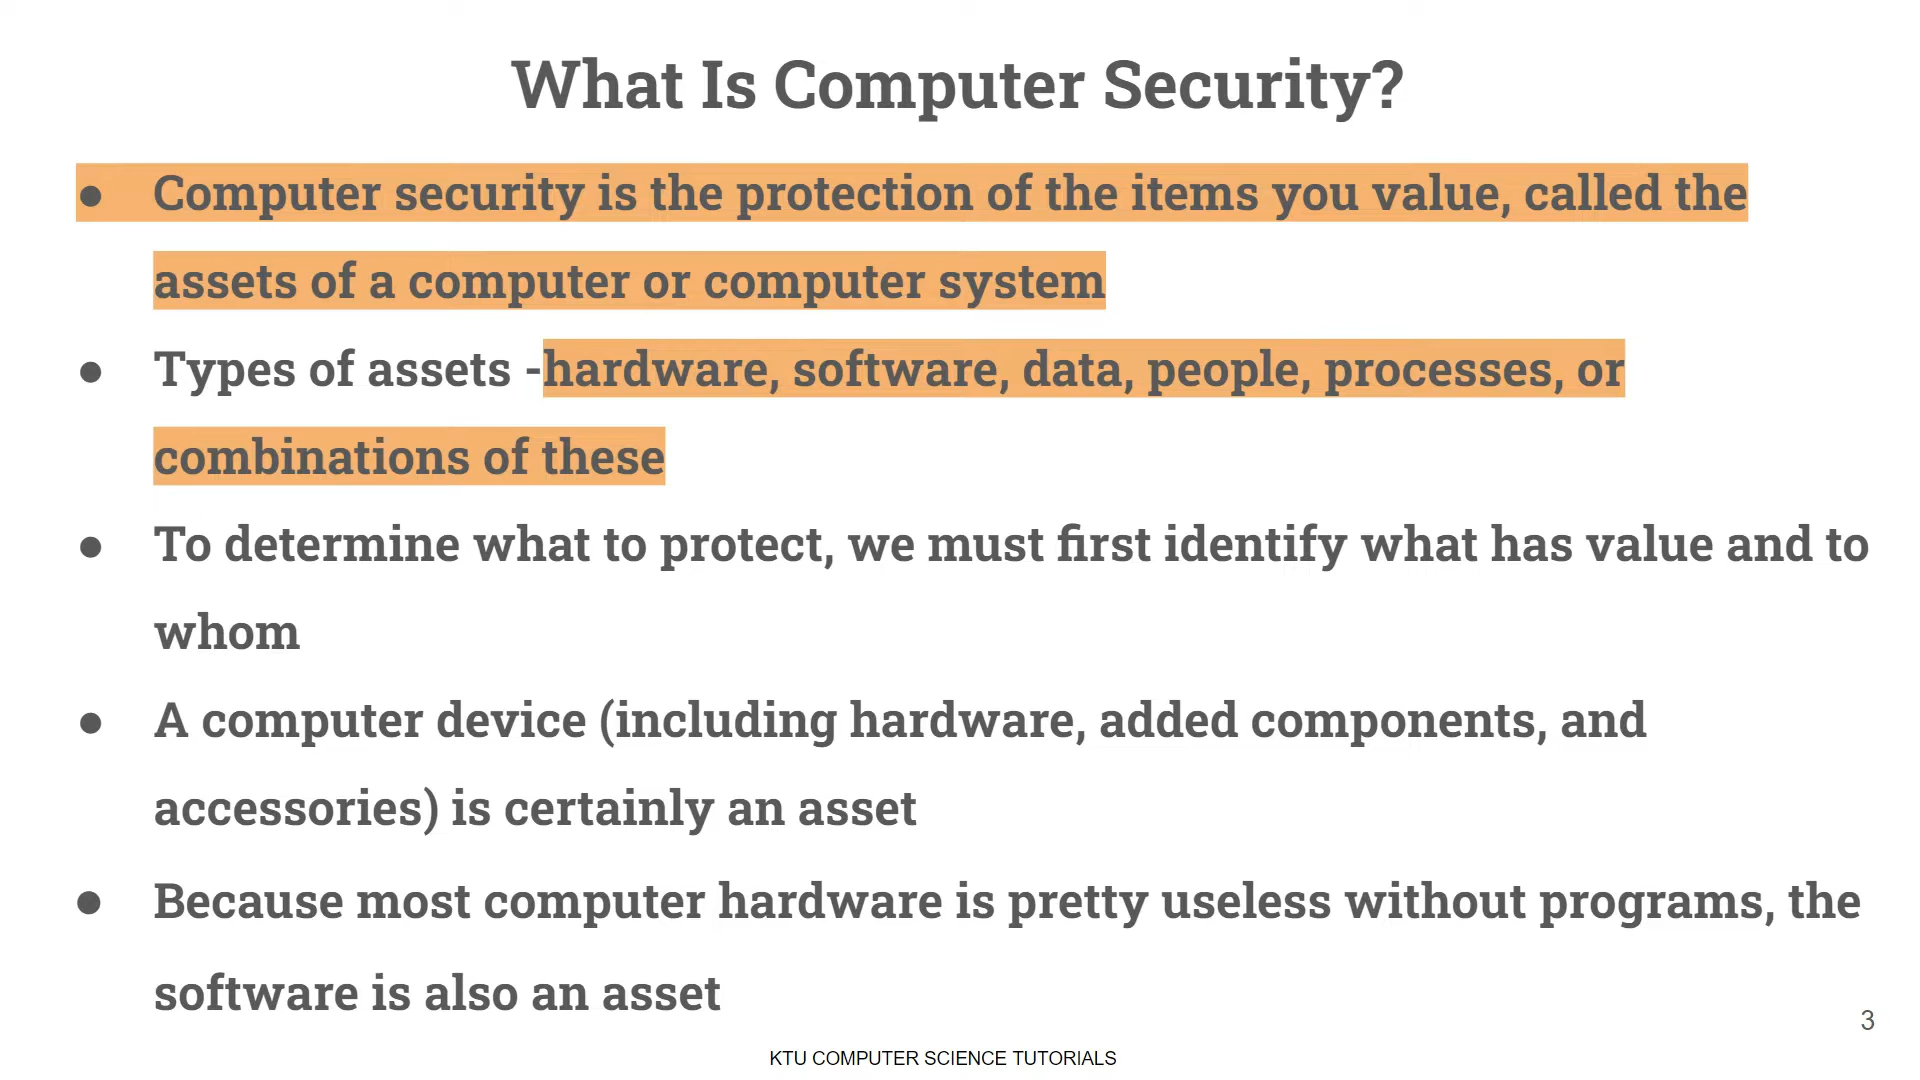 What Is Computer Security?
● Computer security is the protection of the items you value, called the
assets of a computer or computer system
● Types of assets -hardware, software, data, people, processes, or
combinations of these
● To determine what to protect, we must first identify what has value and to
whom
● A computer device (including hardware, added components, and
accessories) is certainly an asset
● Because most computer hardware is pretty useless without programs, the
software is also an asset
3
KTU COMPUTER SCIENCE TUTORIALS